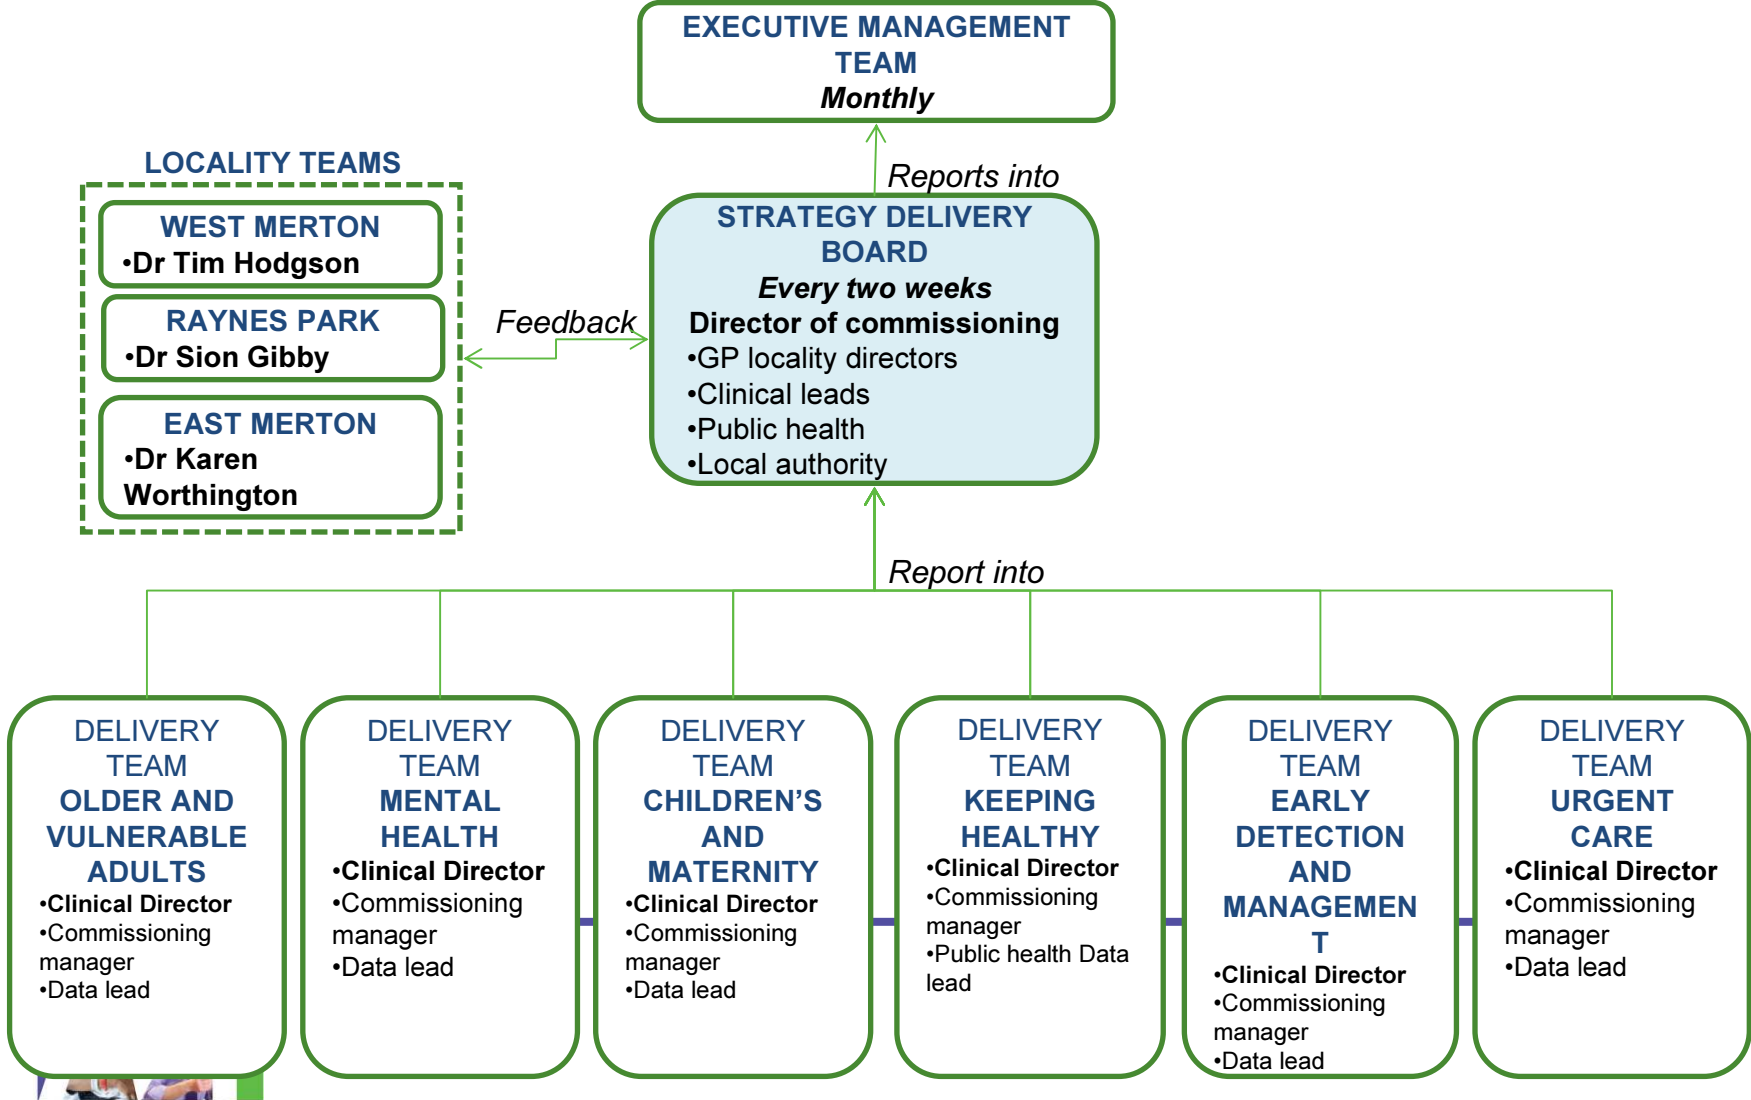 EXECUTIVE MANAGEMENT
TEAM
Monthly
Reports into
LOCALITY TEAMS
WEST MERTON
•Dr Tim Hodgson
RAYNES PARK
•Dr Sion Gibby
EAST MERTON
•Dr Karen
Worthington
Feedback
STRATEGY DELIVERY
BOARD
Every two weeks
Director of commissioning
•GP locality directors
•Clinical leads
•Public health
•Local authority
Report into
DELIVERY
TEAM
OLDER AND
VULNERABLE
ADULTS
•Clinical Director
•Commissioning
manager
•Data lead
DELIVERY
TEAM
MENTAL
HEALTH
•Clinical Director
•Commissioning
manager
•Data lead
DELIVERY
TEAM
CHILDREN’S
AND
MATERNITY
•Clinical Director
•Commissioning
manager
•Data lead
DELIVERY
TEAM
KEEPING
HEALTHY
•Clinical Director
•Commissioning
manager
•Public health Data
lead
DELIVERY
TEAM
EARLY
DETECTION
AND
MANAGEMEN
T
•Clinical Director
•Commissioning
manager
•Data lead
DELIVERY
TEAM
URGENT
CARE
•Clinical Director
•Commissioning
manager
•Data lead